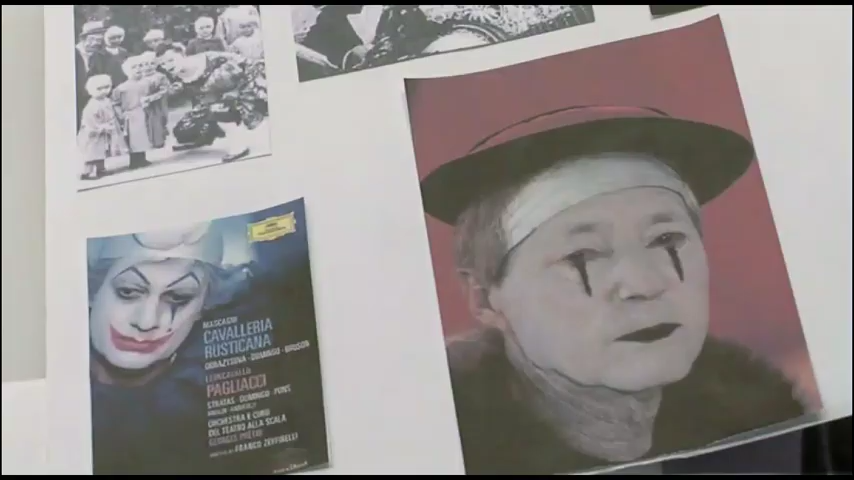 MASCAGNI
CAVALLERIA
RUSTICANA
OBRAZTSOVA · DOMINGO · BRUSON
LEONCAVALLO
PAGLIACCI
STRATAS · DOMINGO · PONS
ORCHESTRA E CORO
DEL TEATRO ALLA SCALA
GEORGES PRÊTRE
FRANCO ZEFFIRELLI